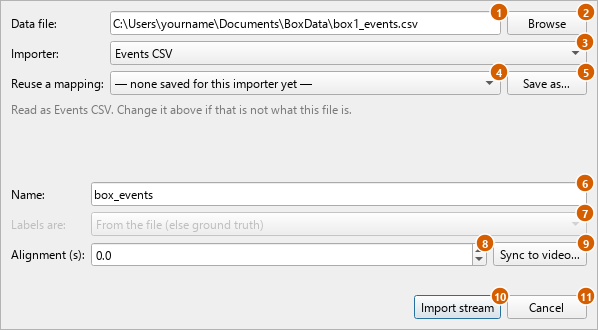 Data file: C:\Users\yourname\Documents\BoxData\box1_events.csv 1 Browse 2
Importer: Events CSV 3
Reuse a mapping: — none saved for this importer yet — 4 Save as... 5
Read as Events CSV. Change it above if that is not what this file is.
Name: box_events 6
Labels are: From the file (else ground truth) 7
Alignment (s): 0.0 8 Sync to video... 9
Import stream 10 Cancel 11